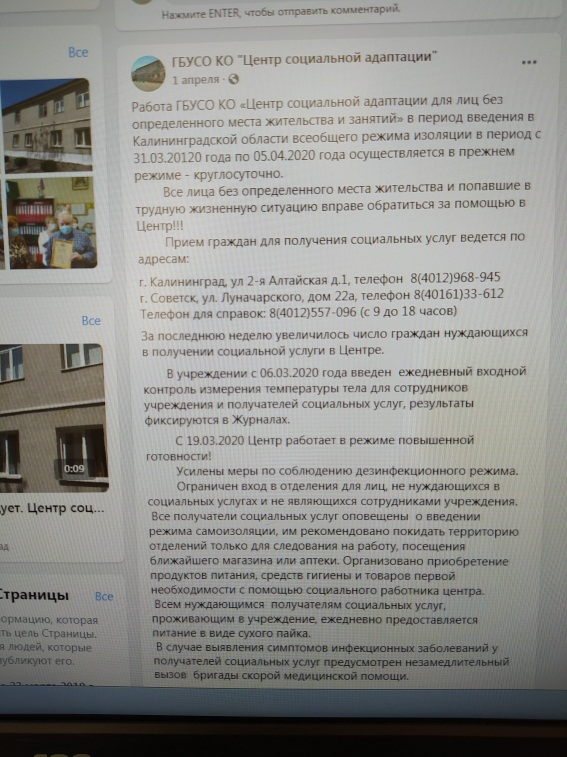 Нажмите ENTER, чтобы отправить комментарий.
Все
ГБУСО КО "Центр социальной адаптации"
1 апреля ·
Работа ГБУСО КО «Центр социальной адаптации для лиц без
определенного места жительства и занятий» в период введения в
Калининградской области всеобщего режима изоляции в период с
31.03.20120 года по 05.04.2020 года осуществляется в прежнем
режиме - круглосуточно.
Все лица без определенного места жительства и попавшие в
трудную жизненную ситуацию вправе обратиться за помощью в
Центр!!!
Прием граждан для получения социальных услуг ведется по
адресам:
г. Калининград, ул 2-я Алтайская д.1, телефон 8(4012)968-945
г. Советск, ул. Луначарского, дом 22а, телефон 8(40161)33-612
Телефон для справок: 8(4012)557-096 (с 9 до 18 часов)
Все
За последнюю неделю увеличилось число граждан нуждающихся
в получении социальной услуги в Центре.
В учреждении с 06.03.2020 года введен ежедневный входной
контроль измерения температуры тела для сотрудников
учреждения и получателей социальных услуг, результаты
фиксируются в Журналах.
С 19.03.2020 Центр работает в режиме повышенной
готовности!
0:09
Усилены меры по соблюдению дезинфекционного режима.
Ограничен вход в отделения для лиц, не нуждающихся в
социальных услугах и не являющихся сотрудниками учреждения.
ует. Центр соц...
Все получатели социальных услуг оповещены о введении
режима самоизоляции, им рекомендовано покидать территорию
отделений только для следования на работу, посещения
ближайшего магазина или аптеки. Организовано приобретение
продуктов питания, средств гигиены и товаров первой
необходимости с помощью социального работника центра.
Всем нуждающимся получателям социальных услуг,
проживающим в учреждение, ежедневно предоставляется
питание в виде сухого пайка.
В случае выявления симптомов инфекционных заболеваний у
получателей социальных услуг предусмотрен незамедлительный
вызов бригады скорой медицинской помощи.
ад
Страницы
Все
формацию, которая
ть цель Страницы.
я людей, которые
публикуют его.